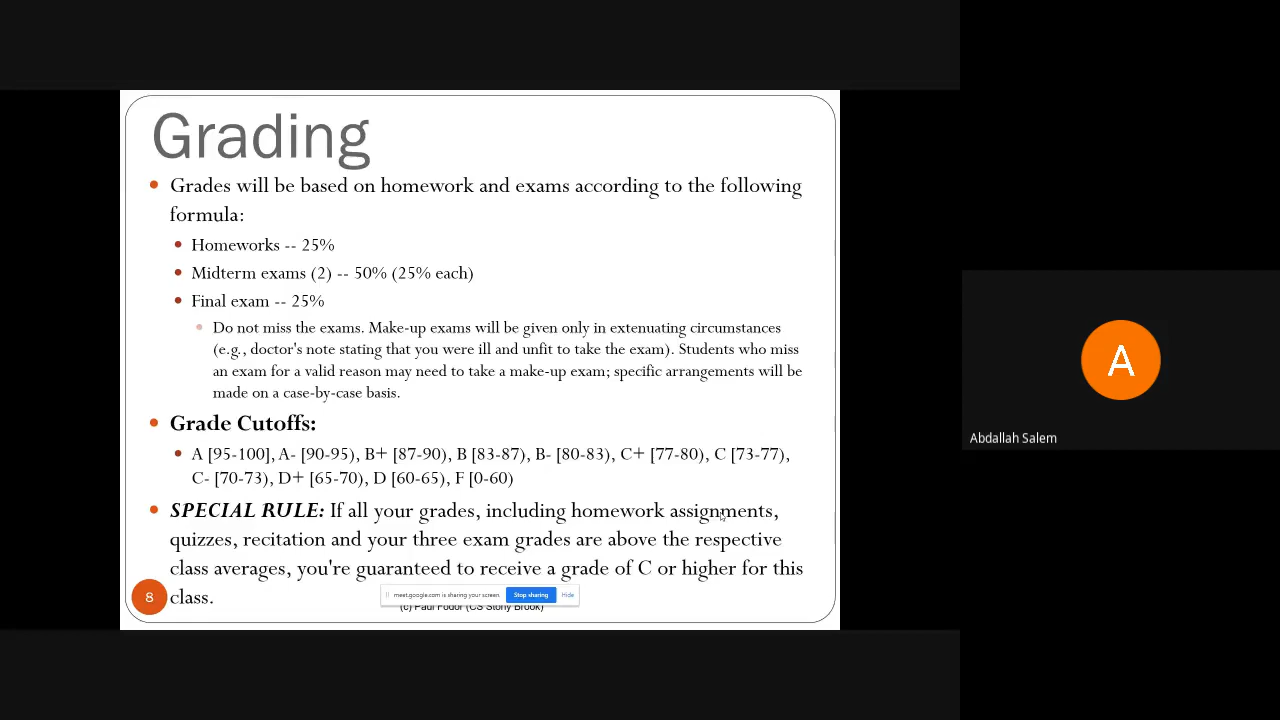 Grading
Grades will be based on homework and exams according to the following
formula:
Homeworks -- 25%
Midterm exams (2) -- 50% (25% each)
Final exam -- 25%
Do not miss the exams. Make-up exams will be given only in extenuating circumstances
(e.g., doctor's note stating that you were ill and unfit to take the exam). Students who miss
an exam for a valid reason may need to take a make-up exam; specific arrangements will be
made on a case-by-case basis.
Grade Cutoffs:
A [95-100], A- [90-95), B+ [87-90), B [83-87), B- [80-83), C+ [77-80), C [73-77),
C- [70-73), D+ [65-70), D [60-65), F [0-60)
SPECIAL RULE: If all your grades, including homework assignments,
quizzes, recitation and your three exam grades are above the respective
class averages, you're guaranteed to receive a grade of C or higher for this
class.
8
meet.google.com is sharing your screen. Stop sharing Hide
(c) Paul Fodor (CS Stony Brook)
A
Abdallah Salem